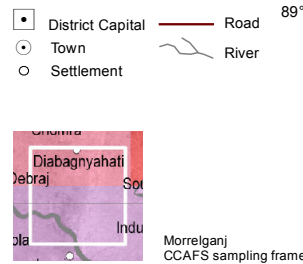 District Capital
Road
89°
Town
River
Settlement
Diabagnyahati
Debraj
Indu
Morrelganj
CCAFS sampling frame